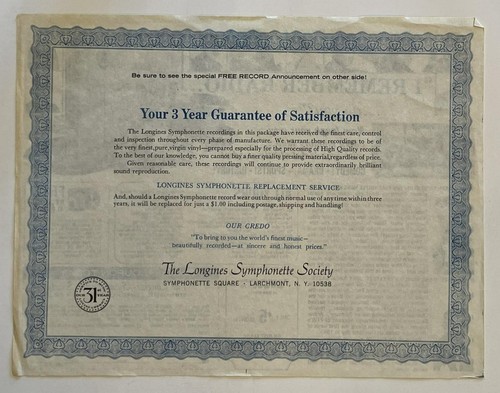 Be sure to see the special FREE RECORD Announcement on other side!
Your 3 Year Guarantee of Satisfaction
The Longines Symphonette recordings in this package have received the finest care, control
and inspection throughout every phase of manufacture. We warrant these recordings to be of
the very finest, pure, virgin vinyl—prepared especially for the processing of High Quality records.
To the best of our knowledge, you cannot buy a finer quality pressing material, regardless of price.
Given reasonable care, these recordings will continue to provide extraordinarily brilliant
sound reproduction.
LONGINES SYMPHONETTE REPLACEMENT SERVICE
And, should a Longines Symphonette record wear out through normal use of anytime within three
years, it will be replaced for just a $1.00 including postage, shipping and handling!
OUR CREDO
"To bring to you the world's finest music—
beautifully recorded—at sincere and honest prices."
The Longines Symphonette Society
SYMPHONETTE SQUARE · LARCHMONT, N. Y. 10538
OUR 31st YEAR